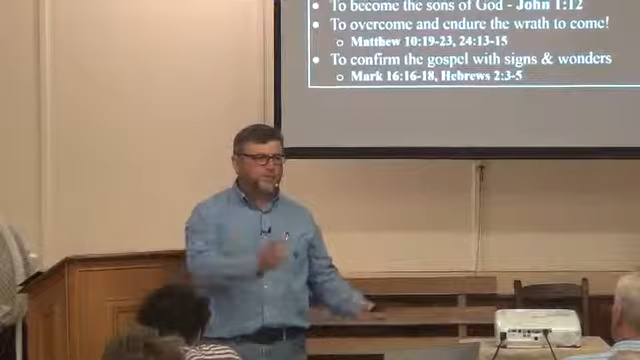 • To become the sons of God - John 1:12
• To overcome and endure the wrath to come!
o Matthew 10:19-23, 24:13-15
• To confirm the gospel with signs & wonders
o Mark 16:16-18, Hebrews 2:3-5